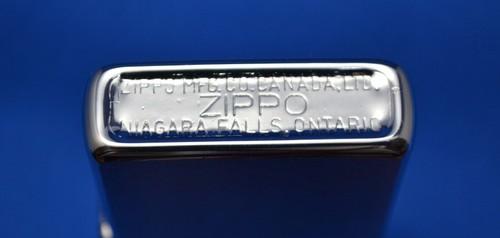 ZIPPO MFG. CO. CANADA, LTD.
ZIPPO
NIAGARA FALLS, ONTARIO